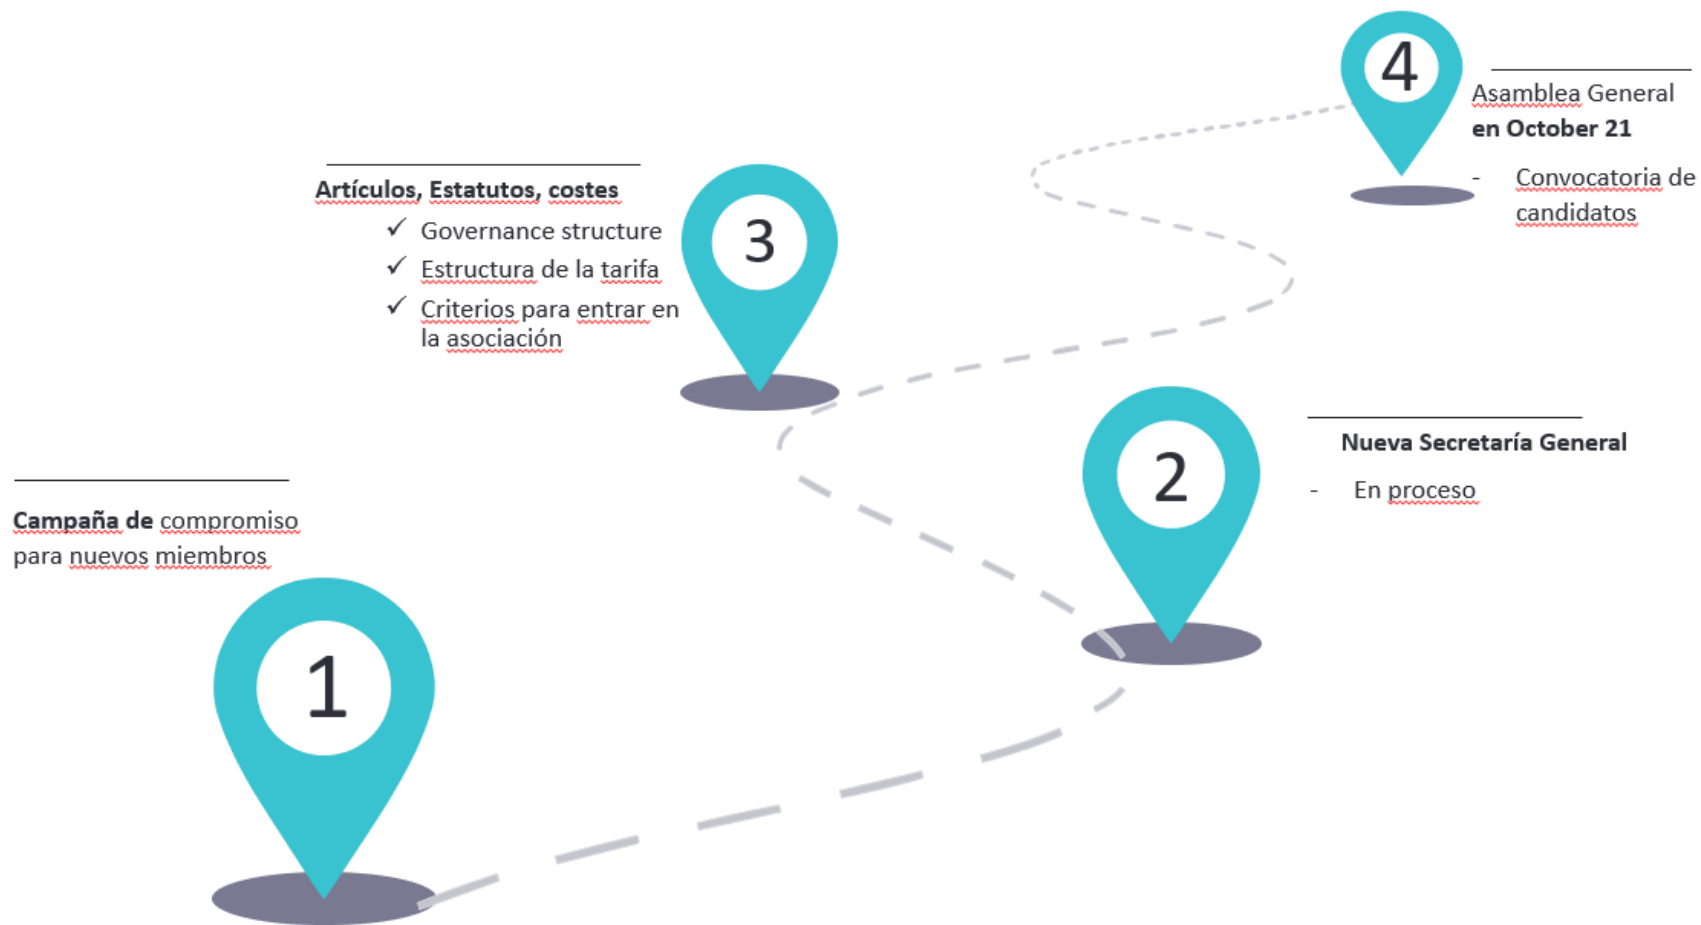 4
Asamblea General
en October 21
- Convocatoria de
candidatos
Artículos, Estatutos, costes
✓ Governance structure
✓ Estructura de la tarifa
✓ Criterios para entrar en
la asociación
3
2
Nueva Secretaría General
- En proceso
Campaña de compromiso
para nuevos miembros
1